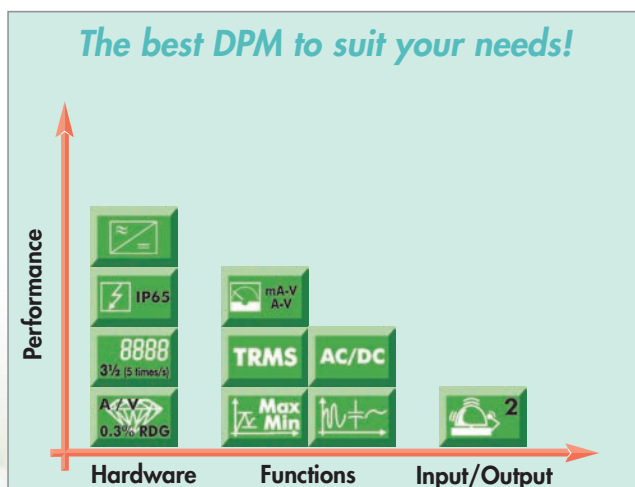 The best DPM to suit your needs!
Performance
IP65
mA-V
A-V
8888
3½ (5 times/s)
TRMS
AC/DC
A / V
0.3% RDG
Max
Min
2
Hardware
Functions
Input/Output